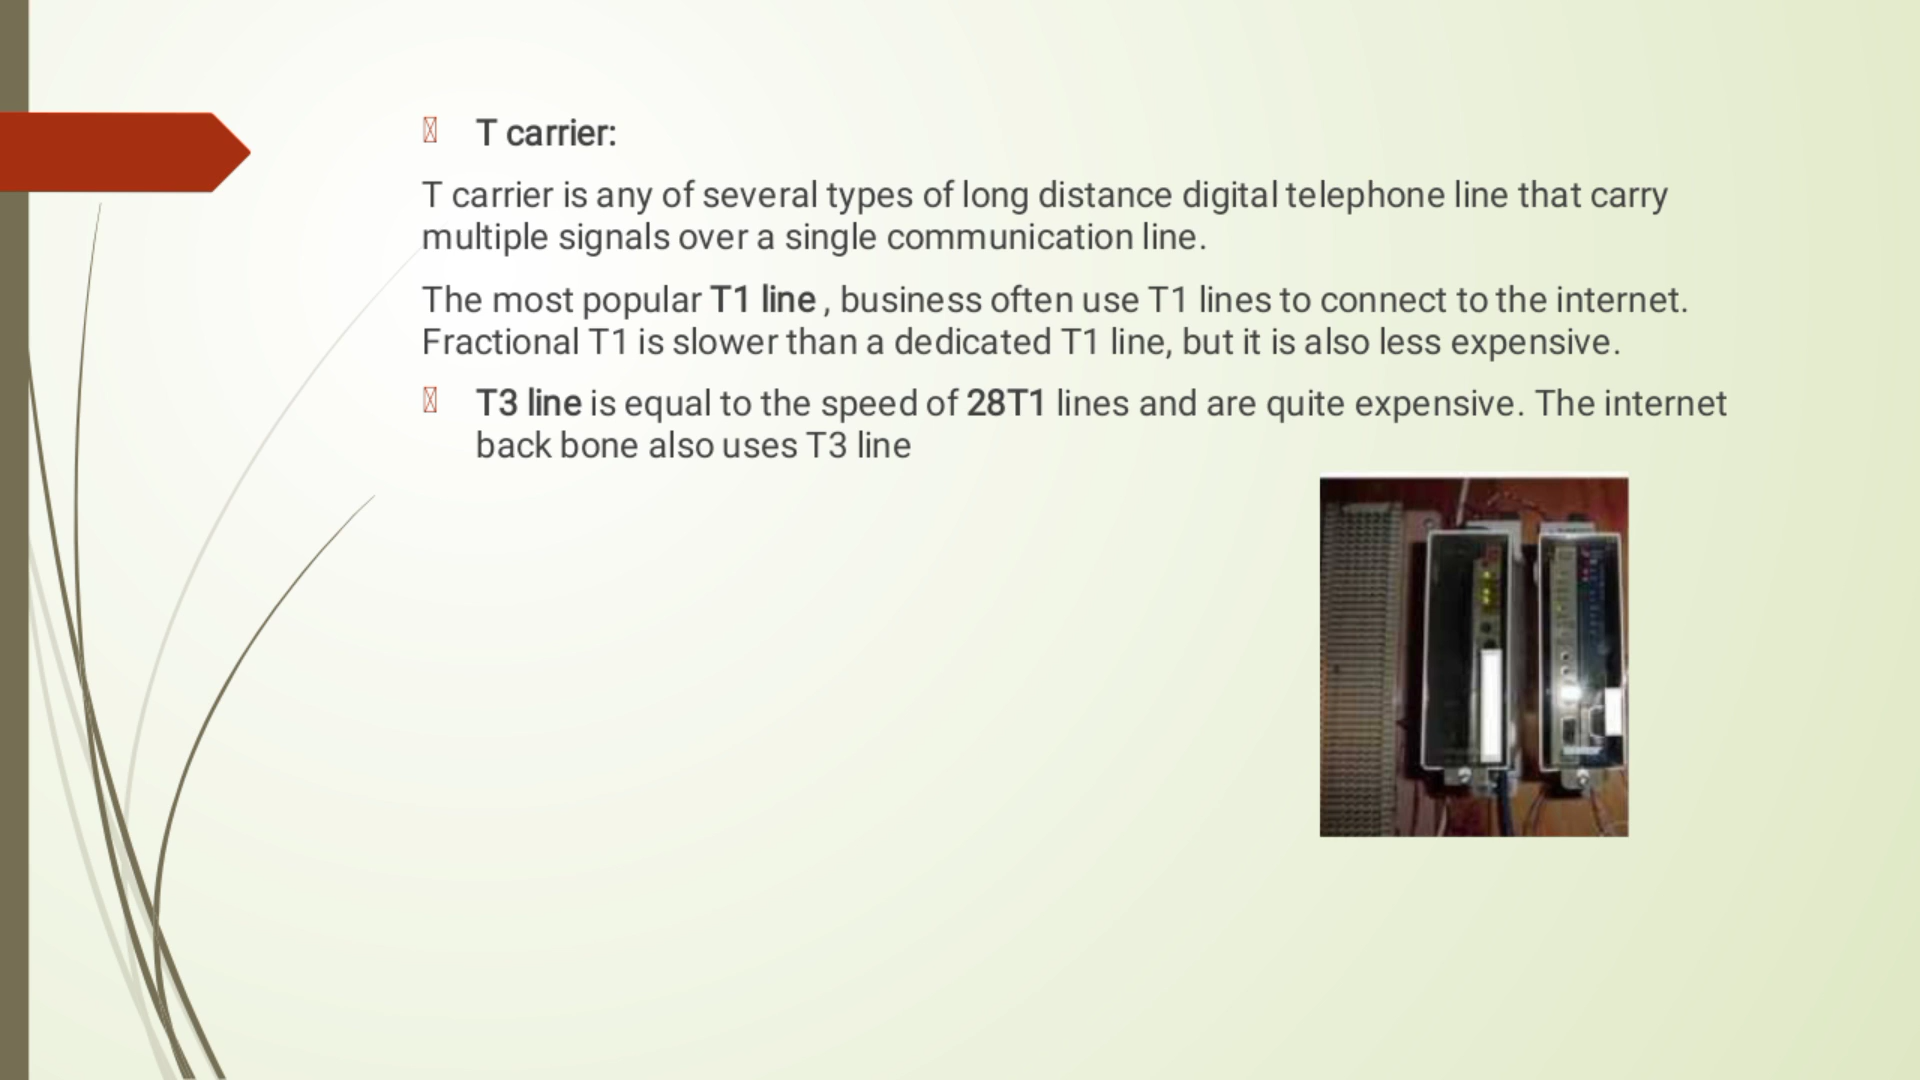 T carrier:
T carrier is any of several types of long distance digital telephone line that carry
multiple signals over a single communication line.
The most popular T1 line , business often use T1 lines to connect to the internet.
Fractional T1 is slower than a dedicated T1 line, but it is also less expensive.
T3 line is equal to the speed of 28T1 lines and are quite expensive. The internet
back bone also uses T3 line